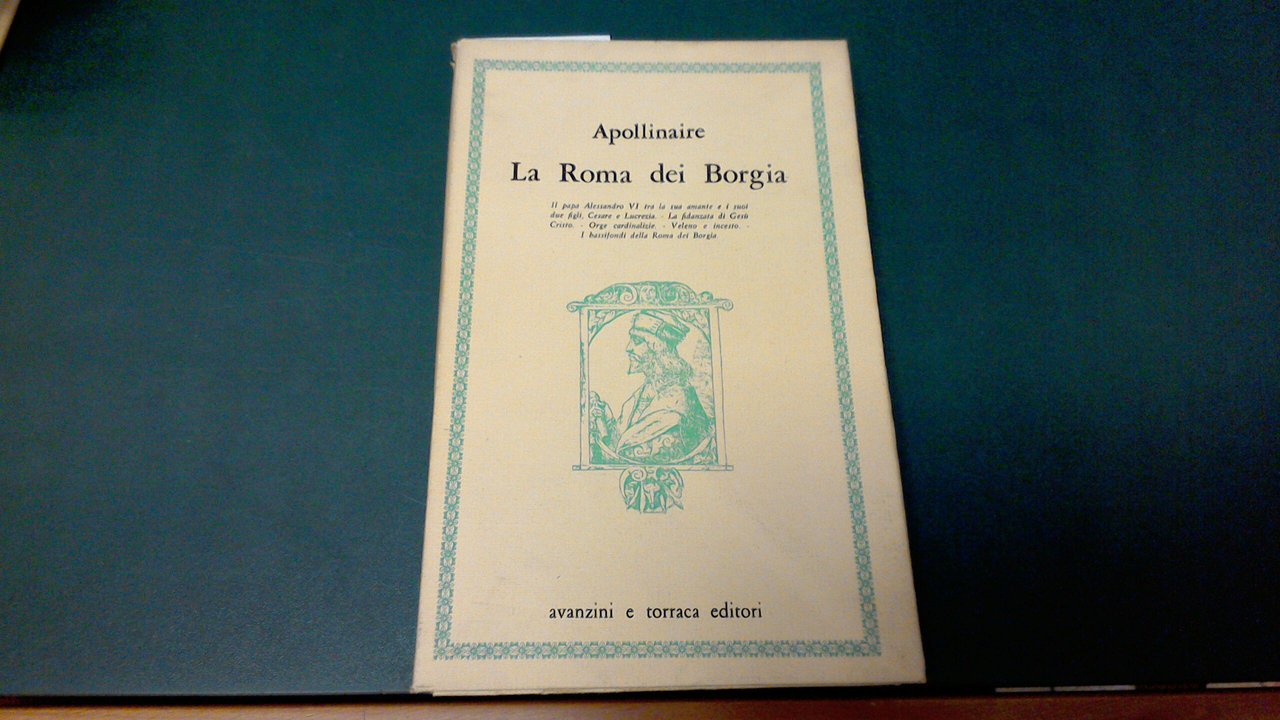 Apollinaire
La Roma dei Borgia
Il papa Alessandro VI tra la sua amante e i suoi
due figli, Cesare e Lucrezia. - La fidanzata di Gesù
Cristo. - Orge cardinalizie. - Veleno e incesto. -
I bassifondi della Roma dei Borgia.
avanzini e torraca editori